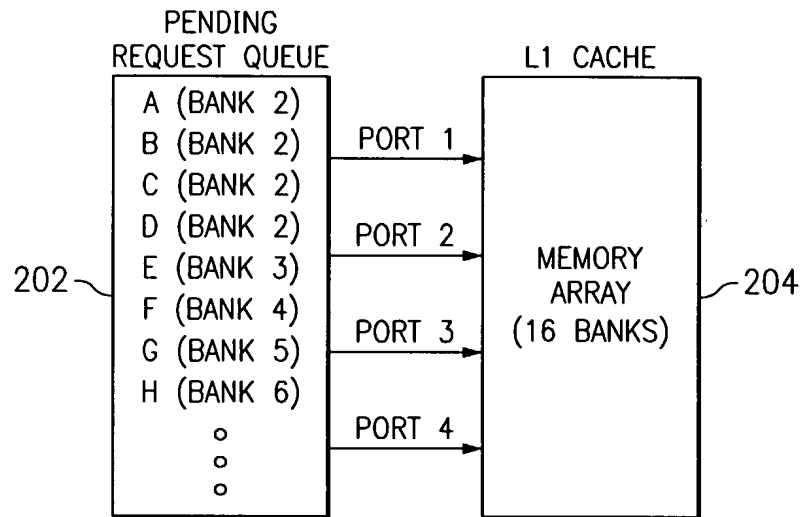 PENDING
REQUEST QUEUE
A (BANK 2)
B (BANK 2)
C (BANK 2)
D (BANK 2)
E (BANK 3)
F (BANK 4)
G (BANK 5)
H (BANK 6)
202
PORT 1
PORT 2
PORT 3
PORT 4
L1 CACHE
MEMORY
ARRAY
(16 BANKS)
204